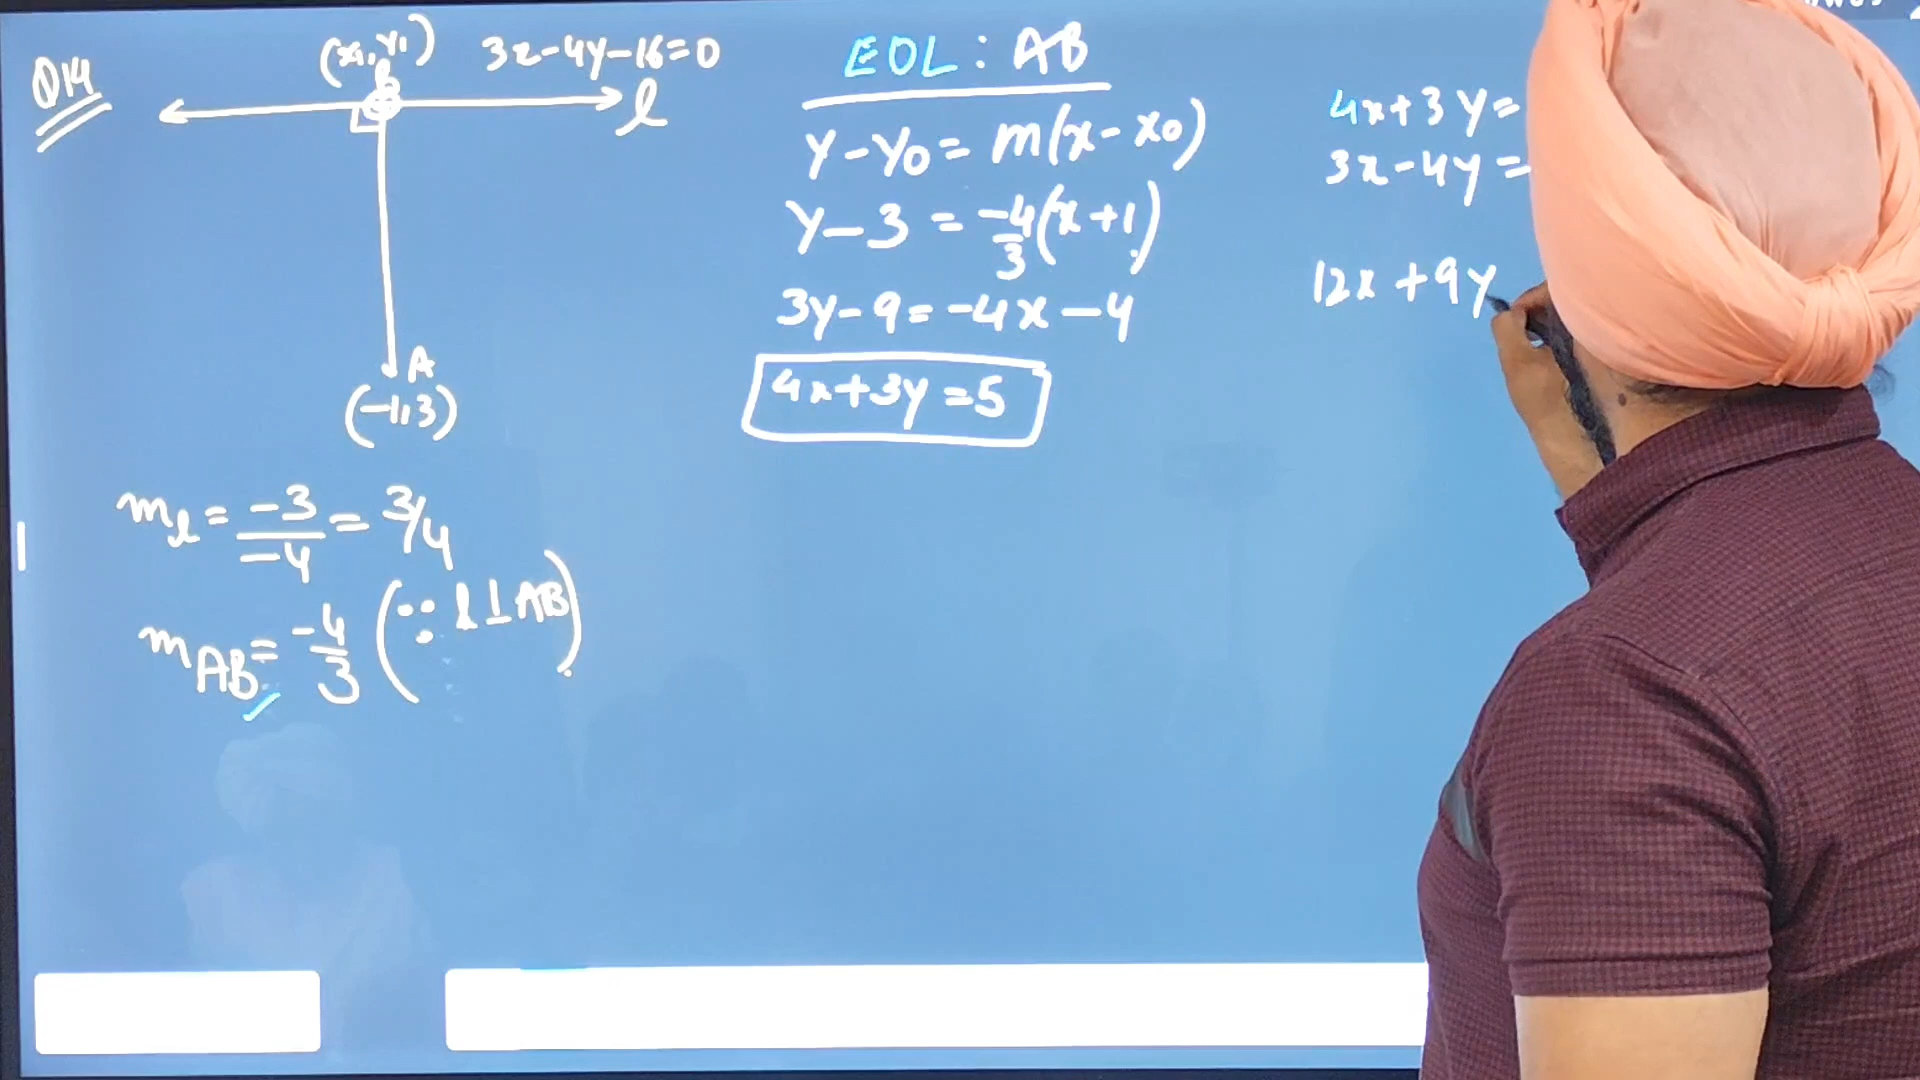 Q14
(x₁, y₁)
B
3x-4y-16=0
l
A
(-1,3)
m_l = -3/-4 = 3/4
m_AB = -4/3 (∵ l ⊥ AB)
EOL : AB
y-y₀ = m(x-x₀)
y-3 = -4/3(x+1)
3y-9 = -4x-4
4x+3y=5
4x+3y=
3x-4y=
12x+9y